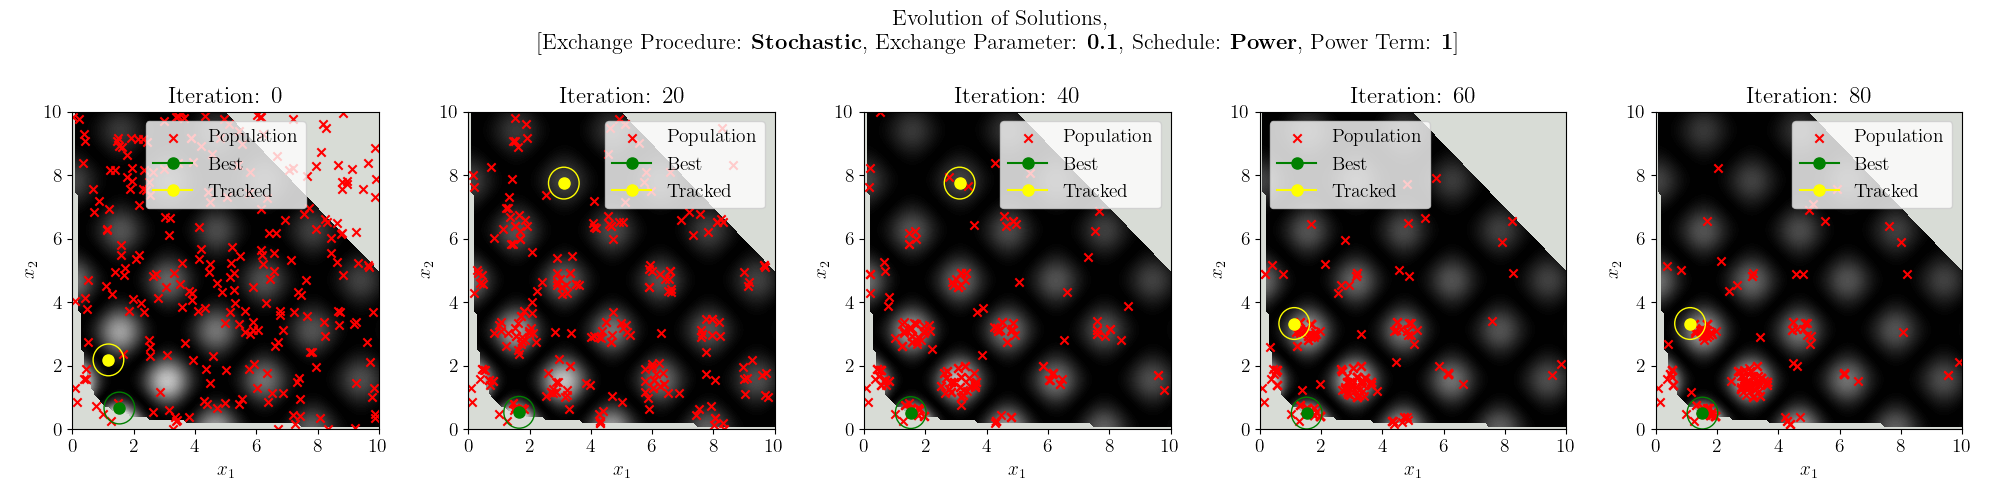 Evolution of Solutions,
[Exchange Procedure: Stochastic, Exchange Parameter: 0.1, Schedule: Power, Power Term: 1]
Iteration: 0
10
8
6
4
2
0
x2
Population
Best
Tracked
0 2 4 6 8 10
x1
Iteration: 20
10
8
6
4
2
0
x2
Population
Best
Tracked
0 2 4 6 8 10
x1
Iteration: 40
10
8
6
4
2
0
x2
Population
Best
Tracked
0 2 4 6 8 10
x1
Iteration: 60
10
8
6
4
2
0
x2
Population
Best
Tracked
0 2 4 6 8 10
x1
Iteration: 80
10
8
6
4
2
0
x2
Population
Best
Tracked
0 2 4 6 8 10
x1